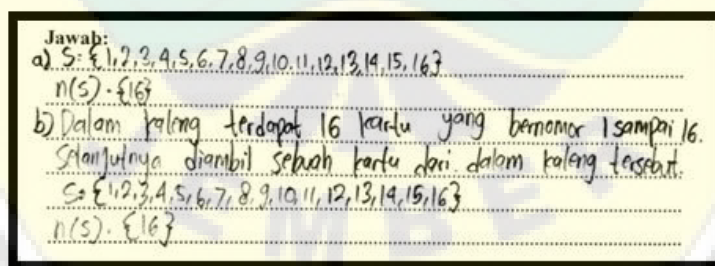 Jawab:
a) S: {1,2,3,4,5,6,7,8,9,10,11,12,13,14,15,16}
n(S) = {16}
b) Dalam kaleng terdapat 16 kartu yang bernomor 1 sampai 16.
Selanjutnya diambil sebuah kartu dari dalam kaleng tersebut.
S = {1,2,3,4,5,6,7,8,9,10,11,12,13,14,15,16}
n(S) = {16}